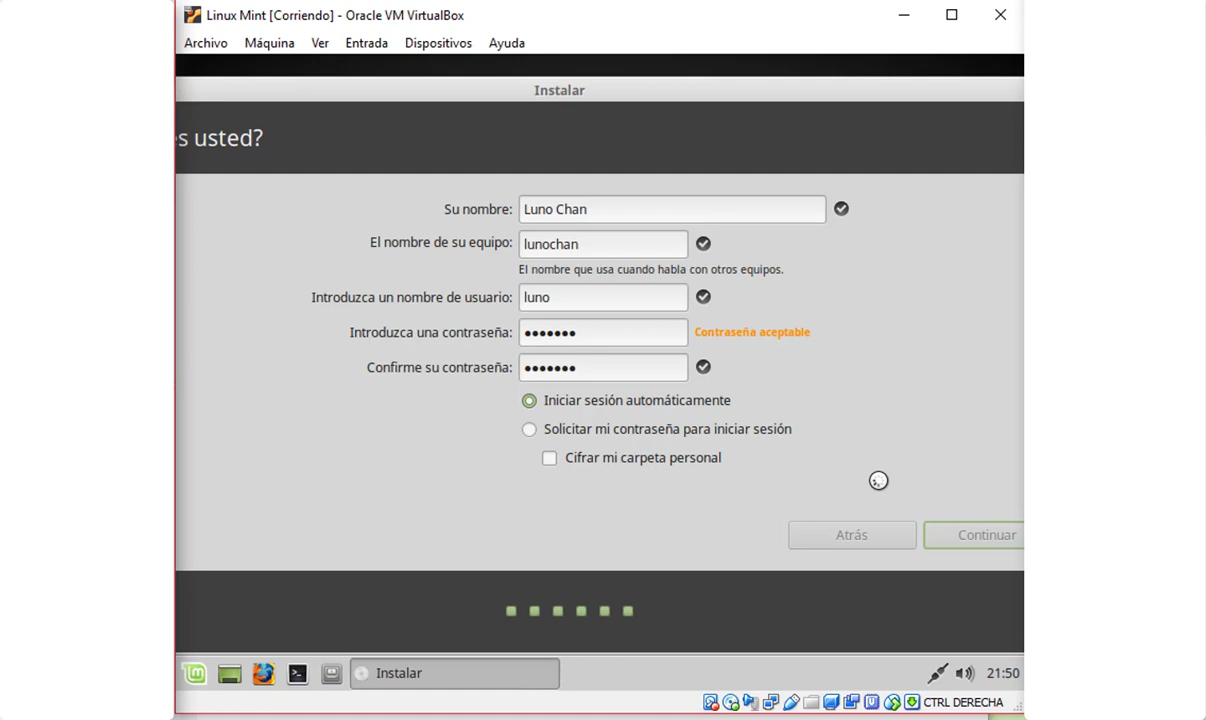 Linux Mint [Corriendo] - Oracle VM VirtualBox
Archivo Máquina Ver Entrada Dispositivos Ayuda
Instalar
es usted?
Su nombre: Luno Chan
El nombre de su equipo: lunochan
El nombre que usa cuando habla con otros equipos.
Introduzca un nombre de usuario: luno
Introduzca una contraseña: ●●●●●●● Contraseña aceptable
Confirme su contraseña: ●●●●●●●
Iniciar sesión automáticamente
Solicitar mi contraseña para iniciar sesión
Cifrar mi carpeta personal
Atrás Continuar
Instalar 21:50
CTRL DERECHA